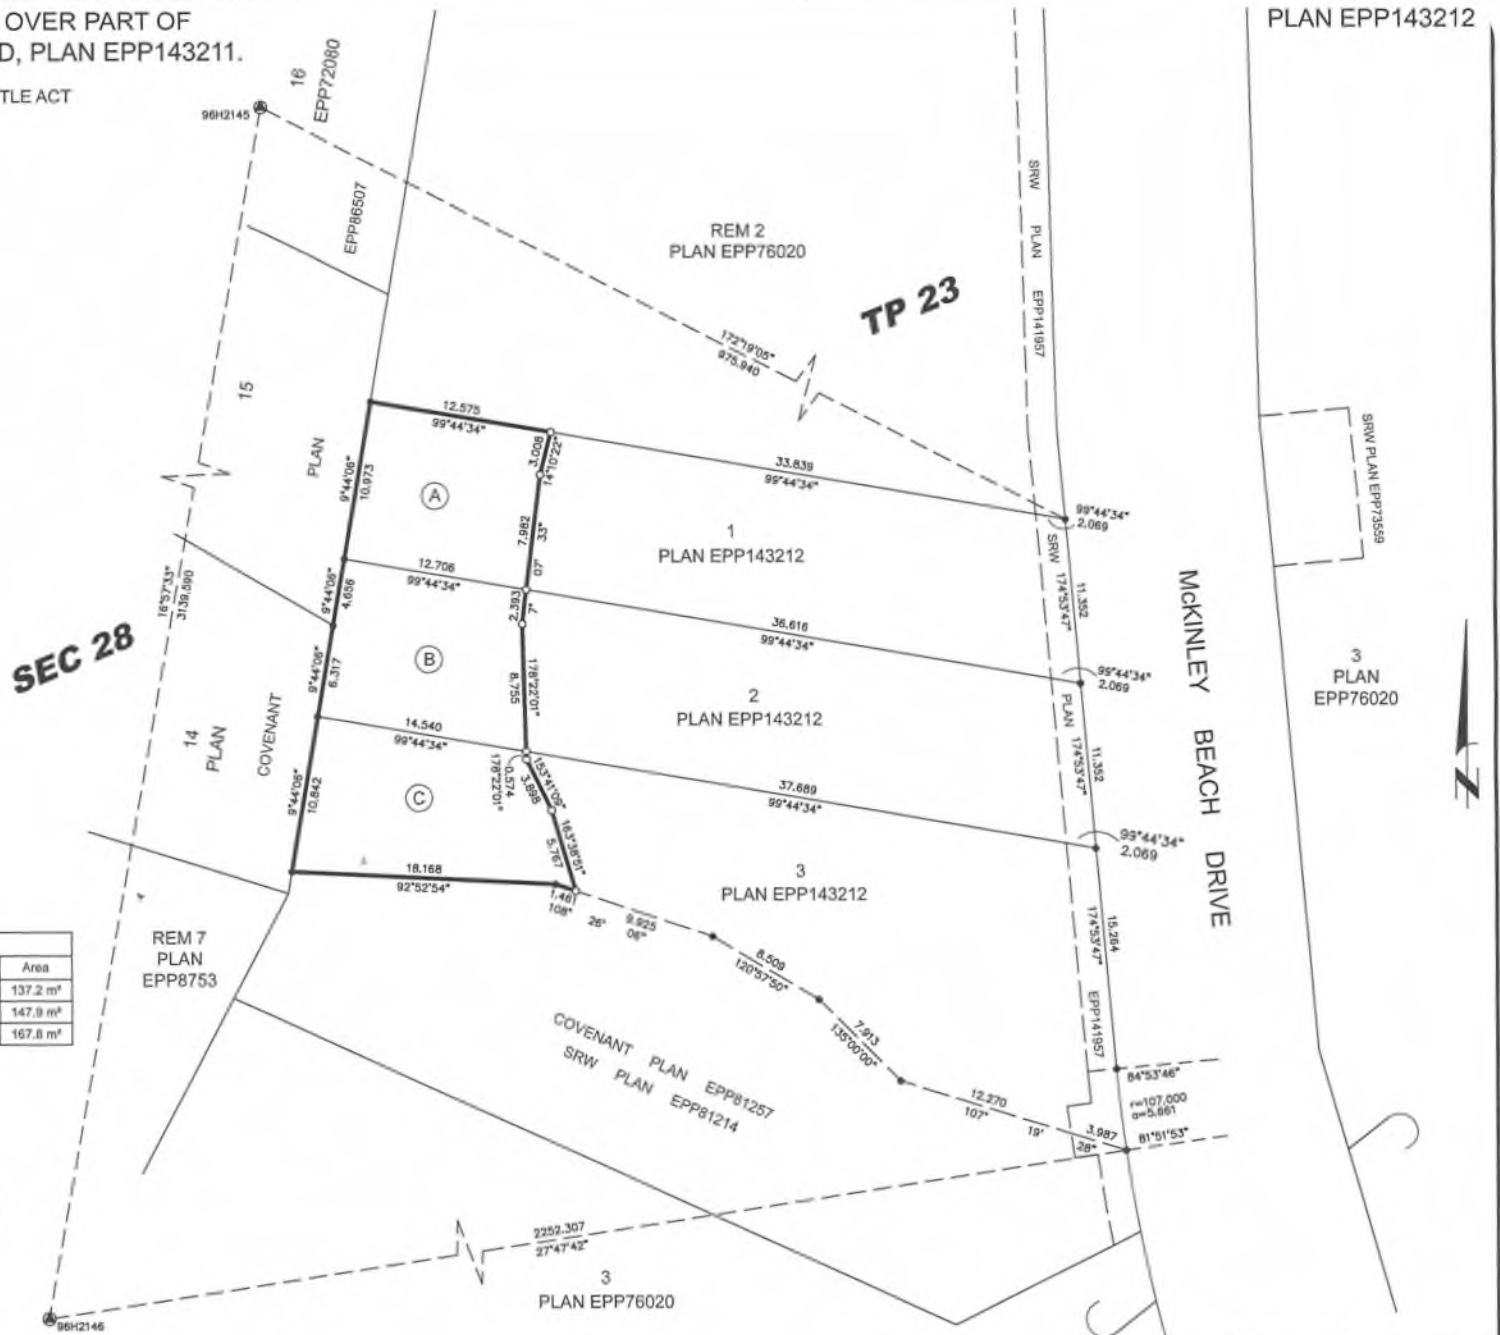 OVER PART OF
D, PLAN EPP143211.
TLE ACT
PLAN EPP143212
96H2145
16
EPP72080
EPP86507
REM 2
PLAN EPP76020
TP 23
SRW PLAN EPP141957
172°19'05"
975.940
15
PLAN
12.575
99°44'34"
3.008
14°10'22"
33.839
99°44'34"
99°44'34"
2.069
SRW PLAN EPP73559
9°44'06"
10.973
A
7.982
7° 07' 33"
1
PLAN EPP143212
SRW
174°53'47"
11.352
12.706
99°44'34"
2.393
36.616
99°44'34"
99°44'34"
2.069
16°57'33"
3139.590
9°44'06"
4.656
SEC 28
9°44'06"
6.317
B
8.755
178°22'01"
2
PLAN EPP143212
PLAN
174°53'47"
11.352
McKINLEY BEACH DRIVE
3
PLAN
EPP76020
14
PLAN
COVENANT
14.540
99°44'34"
0.574
178°22'01"
153°41'09"
3.898
37.689
99°44'34"
99°44'34"
2.069
9°44'06"
10.842
C
163°38'51"
5.767
18.168
92°52'54"
3
PLAN EPP143212
174°53'47"
15.264
1.461
108° 26' 06"
9.925
8.509
120°57'50"
7.913
135°00'00"
EPP141957
REM 7
PLAN
EPP8753
Area
137.2 m²
147.9 m²
167.8 m²
COVENANT PLAN EPP81257
SRW PLAN EPP81214
12.270
107° 19' 28"
3.987
84°53'46"
r=107.000
a=5.861
81°51'53"
2252.307
27°47'42"
3
PLAN EPP76020
96H2146